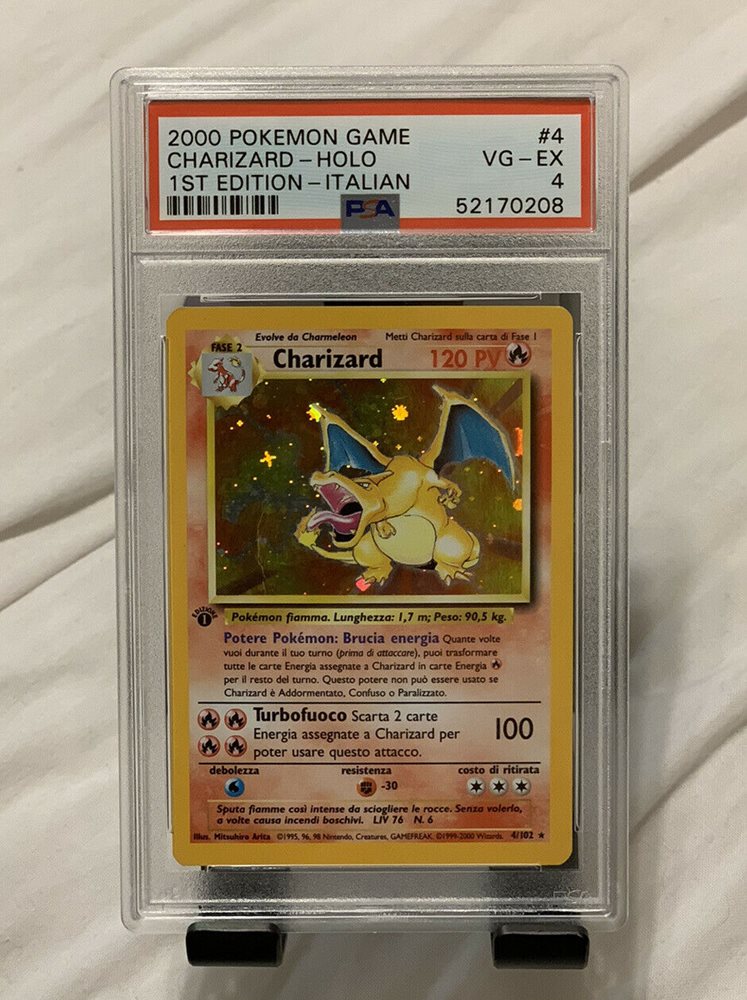 2000 POKEMON GAME #4
CHARIZARD-HOLO VG-EX
1ST EDITION-ITALIAN 4
PSA 52170208
Evolve da Charmeleon Metti Charizard sulla carta di Fase 1
FASE 2 Charizard 120 PV
EDIZIONE 1
Pokémon fiamma. Lunghezza: 1,7 m; Peso: 90,5 kg.
Potere Pokémon: Brucia energia Quante volte
vuoi durante il tuo turno (prima di attaccare), puoi trasformare
tutte le carte Energia assegnate a Charizard in carte Energia
per il resto del turno. Questo potere non può essere usato se
Charizard è Addormentato, Confuso o Paralizzato.
Turbofuoco Scarta 2 carte
Energia assegnate a Charizard per 100
poter usare questo attacco.
debolezza resistenza costo di ritirata
-30
Sputa fiamme così intense da sciogliere le rocce. Senza volerlo,
a volte causa incendi boschivi. LIV 76 N. 6
Illus. Mitsuhiro Arita ©1995, 96, 98 Nintendo, Creatures, GAMEFREAK. ©1999-2000 Wizards. 4/102 ★